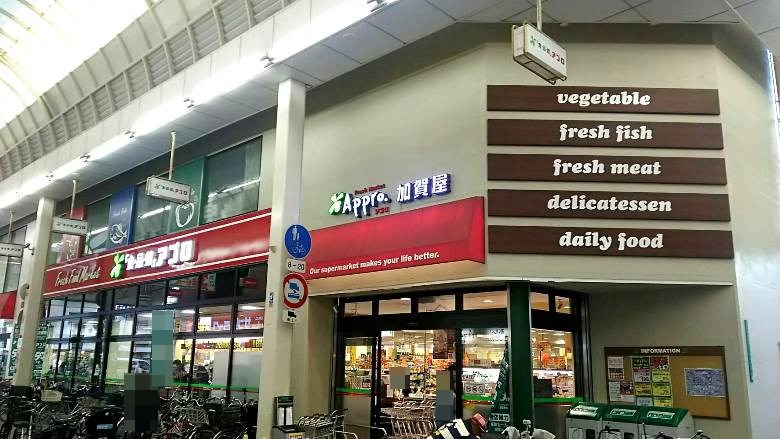 食品館アプロ
vegetable
fresh fish
fresh meat
delicatessen
daily food
Fresh Market
Appro.
アプロ
加賀屋
Our supermarket makes your life better.
Fresh Food Market
食品館アプロ
8-20
INFORMATION